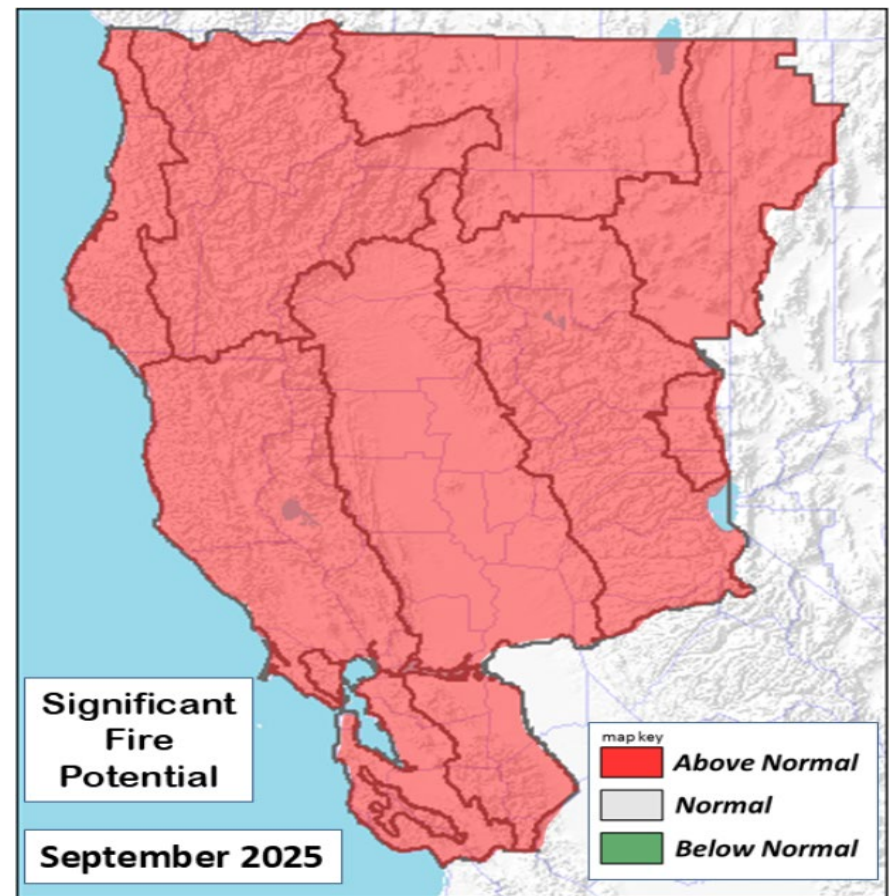 Significant
Fire
Potential
September 2025
map key
Above Normal
Normal
Below Normal